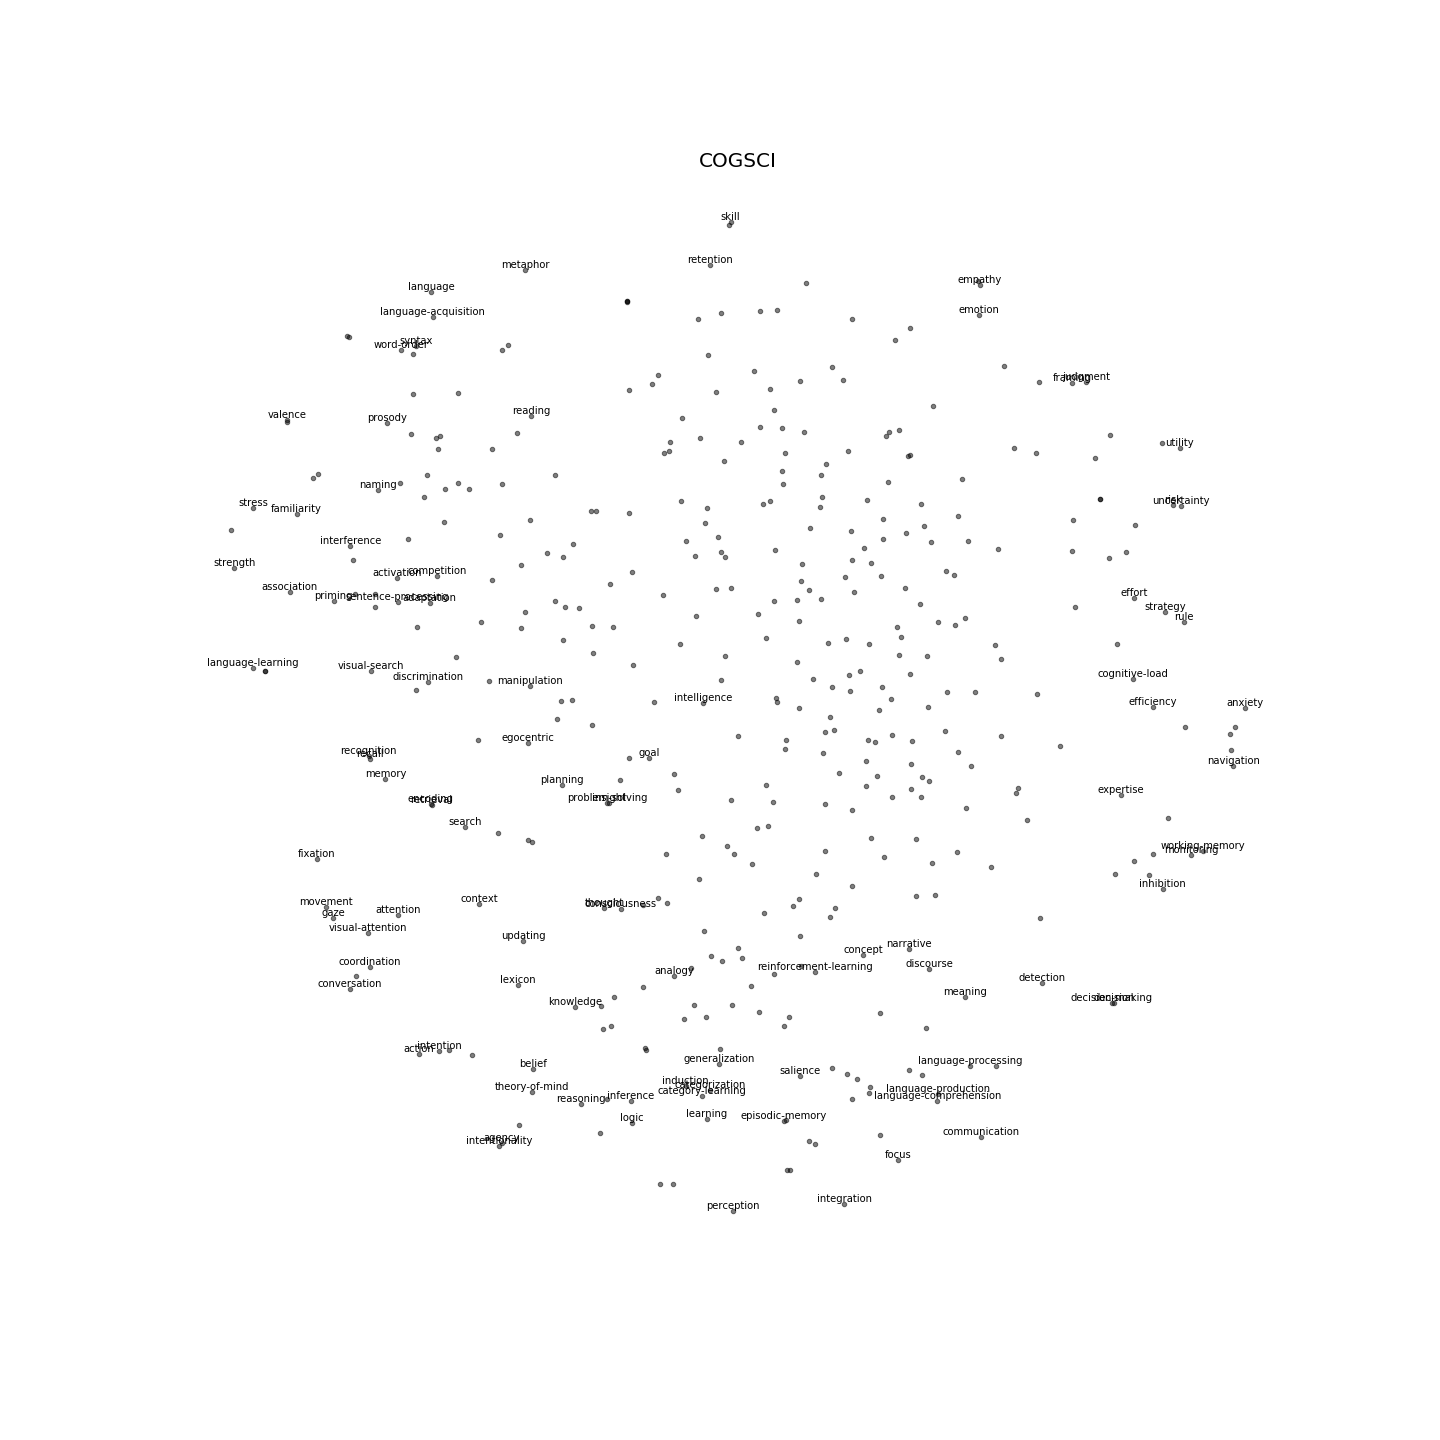 COGSCI
skill
metaphor
retention
empathy
language
emotion
language-acquisition
syntax
word-order
framing
judgment
valence
prosody
reading
utility
naming
stress
familiarity
risk
uncertainty
interference
strength
activation
competition
association
priming
sentence-processing
adaptation
effort
strategy
rule
language-learning
visual-search
discrimination
manipulation
cognitive-load
intelligence
efficiency
anxiety
egocentric
recognition
recall
goal
navigation
memory
planning
encoding
retrieval
problem-solving
insight
expertise
search
fixation
working-memory
monitoring
inhibition
movement
gaze
attention
context
thought
consciousness
visual-attention
updating
concept
narrative
coordination
analogy
reinforcement-learning
discourse
conversation
lexicon
detection
knowledge
meaning
decision-making
decision
action
intention
belief
generalization
salience
language-processing
theory-of-mind
induction
categorization
category-learning
language-production
language-comprehension
reasoning
inference
logic
learning
episodic-memory
agency
intentionality
communication
focus
perception
integration